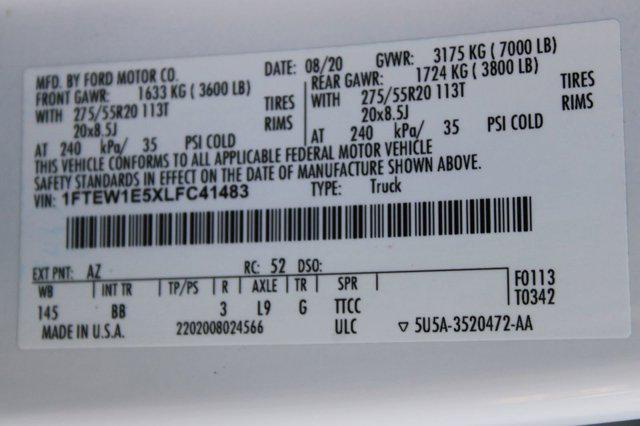 MFD. BY FORD MOTOR CO. DATE: 08/20 GVWR: 3175 KG ( 7000 LB)
FRONT GAWR: 1633 KG ( 3600 LB) REAR GAWR: 1724 KG ( 3800 LB)
WITH 275/55R20 113T TIRES WITH 275/55R20 113T TIRES
20x8.5J RIMS 20x8.5J RIMS
AT 240 kPa/ 35 PSI COLD AT 240 kPa/ 35 PSI COLD
THIS VEHICLE CONFORMS TO ALL APPLICABLE FEDERAL MOTOR VEHICLE
SAFETY STANDARDS IN EFFECT ON THE DATE OF MANUFACTURE SHOWN ABOVE.
VIN: 1FTEW1E5XLFC41483 TYPE: Truck
EXT PNT: AZ RC: 52 DSO:
WB INT TR TP/PS R AXLE TR SPR F0113
145 BB 3 L9 G TTCC T0342
MADE IN U.S.A. 2202008024566 ULC ▽ 5U5A-3520472-AA